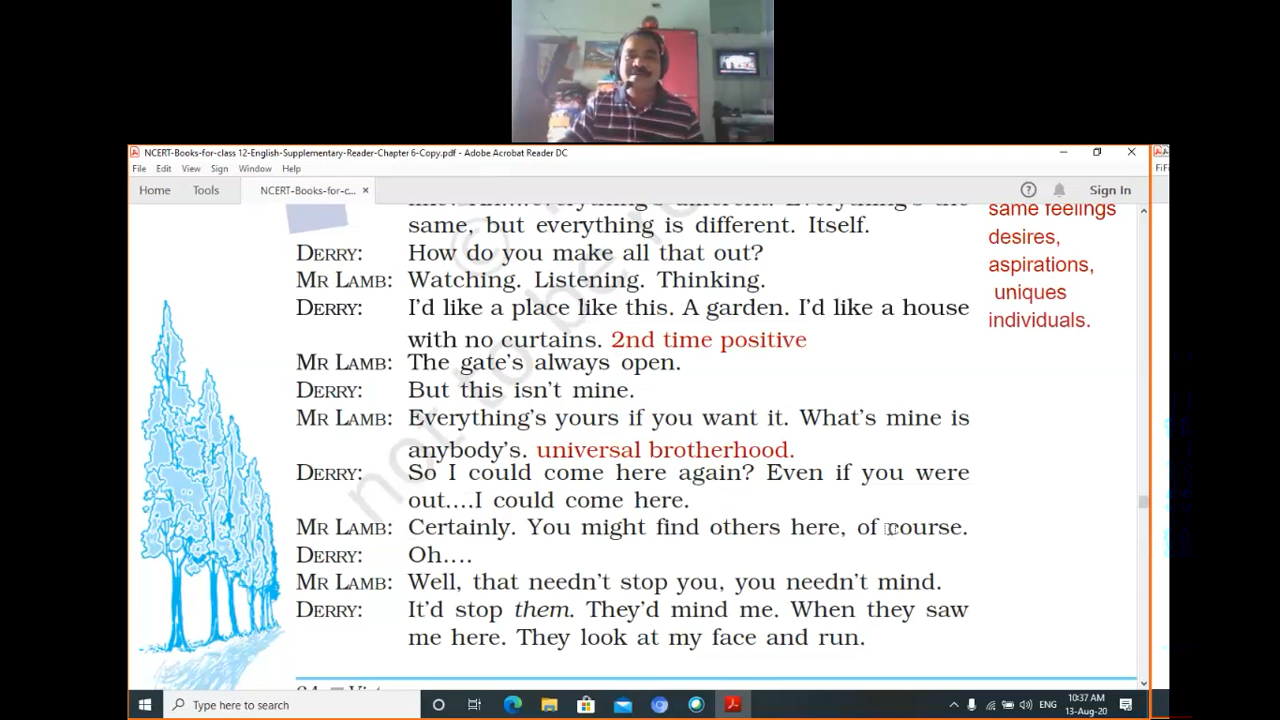 NCERT-Books-for-class 12-English-Supplementary-Reader-Chapter 6-Copy.pdf - Adobe Acrobat Reader DC
File Edit View Sign Window Help
Home Tools NCERT-Books-for-c... × Sign In
same, but everything is different. Itself.
DERRY: How do you make all that out?
MR LAMB: Watching. Listening. Thinking.
DERRY: I'd like a place like this. A garden. I'd like a house
with no curtains. 2nd time positive
MR LAMB: The gate's always open.
DERRY: But this isn't mine.
MR LAMB: Everything's yours if you want it. What's mine is
anybody's. universal brotherhood.
DERRY: So I could come here again? Even if you were
out....I could come here.
MR LAMB: Certainly. You might find others here, of course.
DERRY: Oh....
MR LAMB: Well, that needn't stop you, you needn't mind.
DERRY: It'd stop them. They'd mind me. When they saw
me here. They look at my face and run.
same feelings
desires,
aspirations,
uniques
individuals.
© not to be
FiFi
Type here to search
ENG
10:37 AM
13-Aug-20